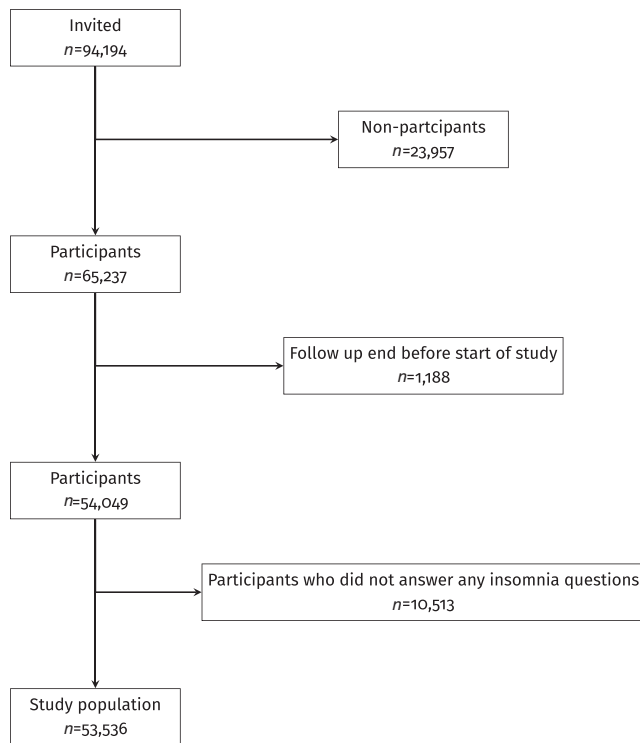 Invited
n=94,194
Non-partcipants
n=23,957
Participants
n=65,237
Follow up end before start of study
n=1,188
Participants
n=54,049
Participants who did not answer any insomnia questions
n=10,513
Study population
n=53,536